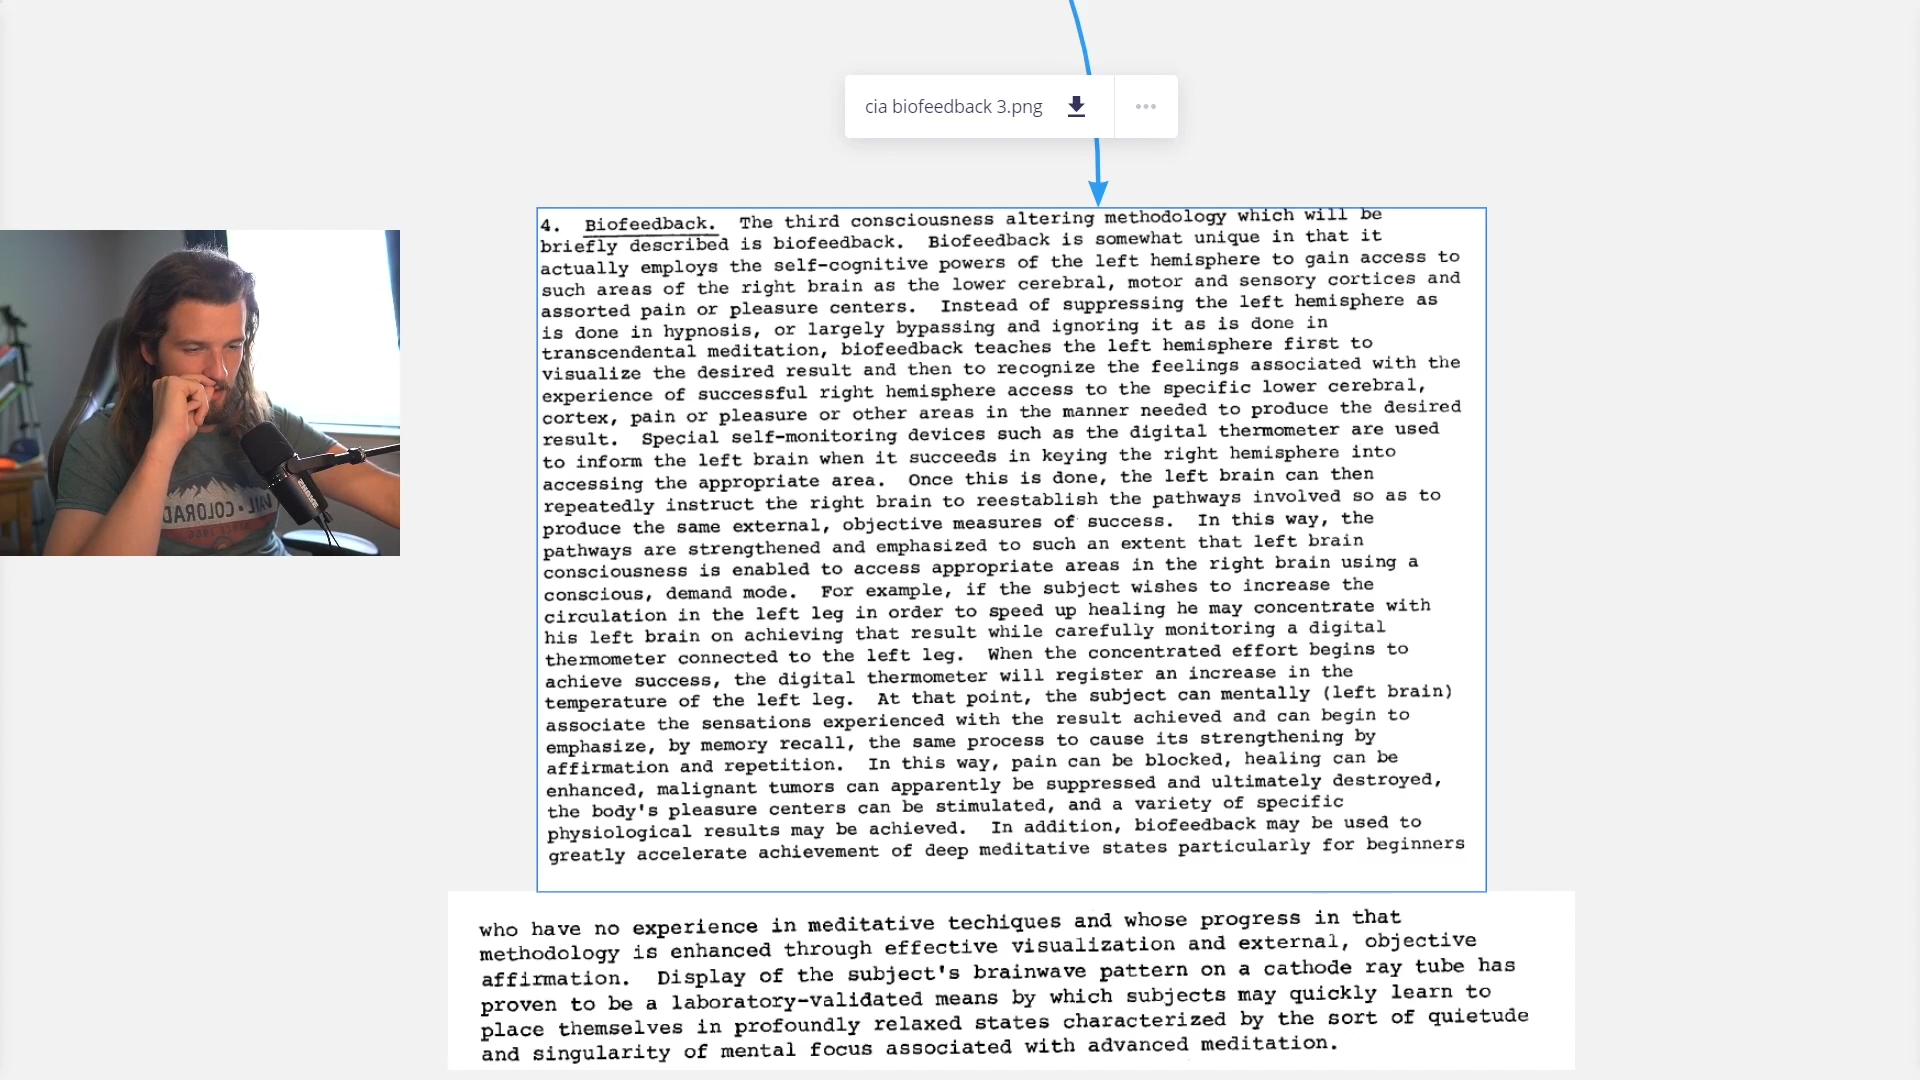 cia biofeedback 3.png
4. Biofeedback. The third consciousness altering methodology which will be
briefly described is biofeedback. Biofeedback is somewhat unique in that it
actually employs the self-cognitive powers of the left hemisphere to gain access to
such areas of the right brain as the lower cerebral, motor and sensory cortices and
assorted pain or pleasure centers. Instead of suppressing the left hemisphere as
is done in hypnosis, or largely bypassing and ignoring it as is done in
transcendental meditation, biofeedback teaches the left hemisphere first to
visualize the desired result and then to recognize the feelings associated with the
experience of successful right hemisphere access to the specific lower cerebral,
cortex, pain or pleasure or other areas in the manner needed to produce the desired
result. Special self-monitoring devices such as the digital thermometer are used
to inform the left brain when it succeeds in keying the right hemisphere into
accessing the appropriate area. Once this is done, the left brain can then
repeatedly instruct the right brain to reestablish the pathways involved so as to
produce the same external, objective measures of success. In this way, the
pathways are strengthened and emphasized to such an extent that left brain
consciousness is enabled to access appropriate areas in the right brain using a
conscious, demand mode. For example, if the subject wishes to increase the
circulation in the left leg in order to speed up healing he may concentrate with
his left brain on achieving that result while carefully monitoring a digital
thermometer connected to the left leg. When the concentrated effort begins to
achieve success, the digital thermometer will register an increase in the
temperature of the left leg. At that point, the subject can mentally (left brain)
associate the sensations experienced with the result achieved and can begin to
emphasize, by memory recall, the same process to cause its strengthening by
affirmation and repetition. In this way, pain can be blocked, healing can be
enhanced, malignant tumors can apparently be suppressed and ultimately destroyed,
the body's pleasure centers can be stimulated, and a variety of specific
physiological results may be achieved. In addition, biofeedback may be used to
greatly accelerate achievement of deep meditative states particularly for beginners
who have no experience in meditative techiques and whose progress in that
methodology is enhanced through effective visualization and external, objective
affirmation. Display of the subject's brainwave pattern on a cathode ray tube has
proven to be a laboratory-validated means by which subjects may quickly learn to
place themselves in profoundly relaxed states characterized by the sort of quietude
and singularity of mental focus associated with advanced meditation.